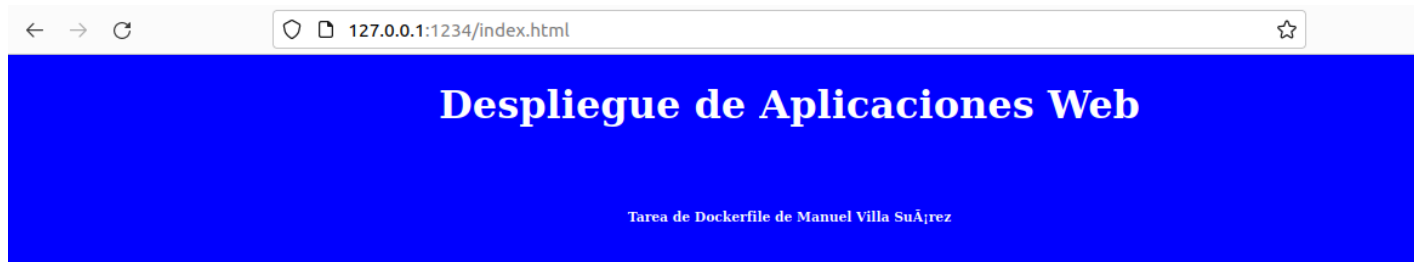 127.0.0.1:1234/index.html
Despliegue de Aplicaciones Web
Tarea de Dockerfile de Manuel Villa SuÃ¡rez